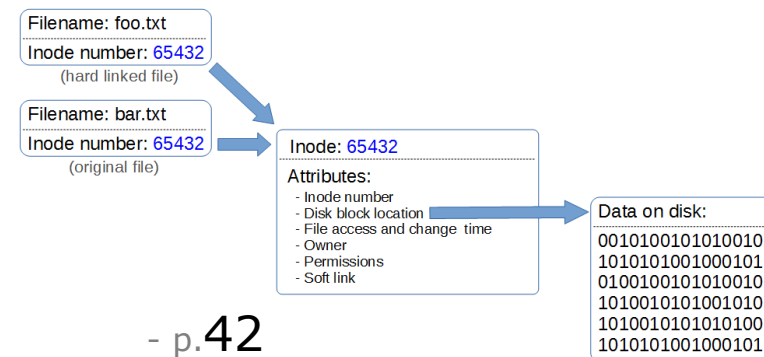 Filename: foo.txt
Inode number: 65432
(hard linked file)
Filename: bar.txt
Inode number: 65432
(original file)
Inode: 65432
Attributes:
- Inode number
- Disk block location
- File access and change time
- Owner
- Permissions
- Soft link
Data on disk:
0010100101010010
1010101001000101
0100100101010010
1010010101001010
1010010101010100
1010101001000101
- p.42